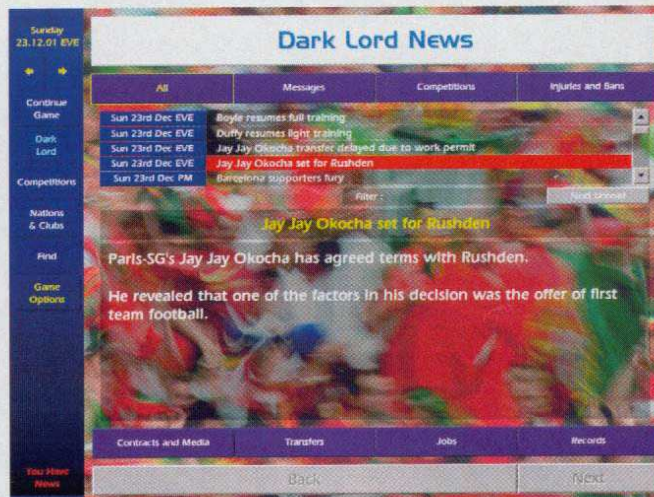 Sunday
23.12.01 EVE
Continue
Game
Dark
Lord
Competitions
Nations
& Clubs
Find
Game
Options
You Have
News
Dark Lord News
All Messages Competitions Injuries and Bans
Sun 23rd Dec EVE Boyle resumes full training
Sun 23rd Dec EVE Duffy resumes light training
Sun 23rd Dec EVE Jay Jay Okocha transfer delayed due to work permit
Sun 23rd Dec EVE Jay Jay Okocha set for Rushden
Sun 23rd Dec PM Barcelona supporters fury
Filter : Next Unread
Jay Jay Okocha set for Rushden
Paris-SG's Jay Jay Okocha has agreed terms with Rushden.
He revealed that one of the factors in his decision was the offer of first
team football.
Contracts and Media Transfers Jobs Records
Back Next